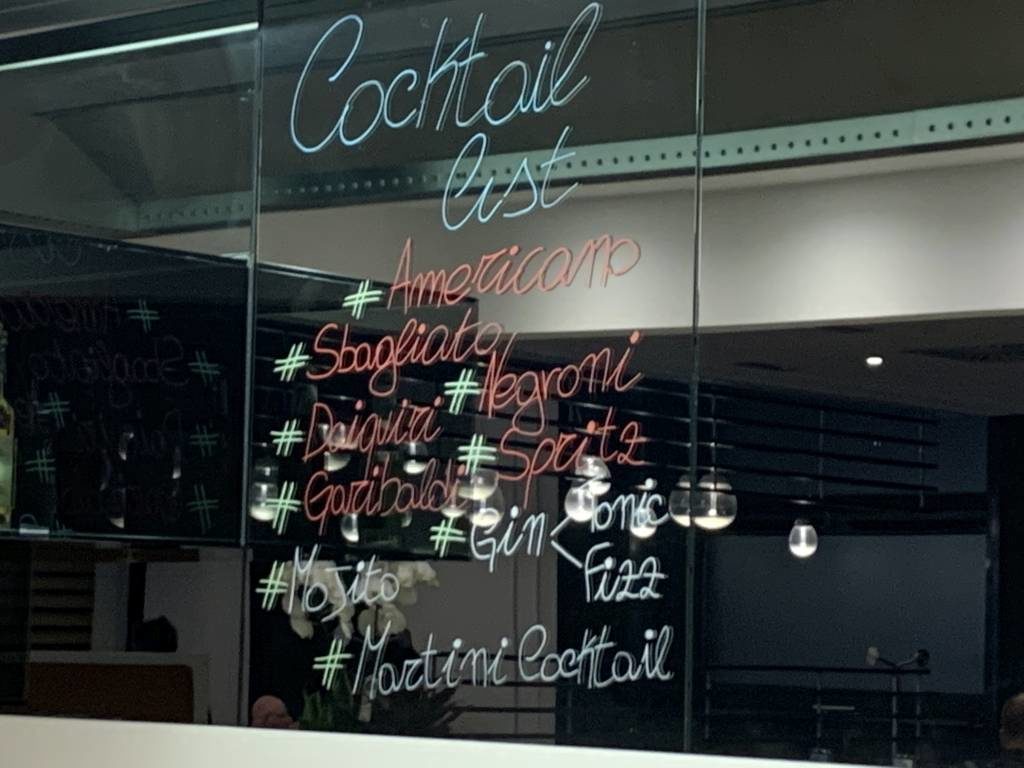 Cocktail
List
#Americano
#Sbagliato
#Negroni
#Daiquiri
#Spritz
#Garibaldi
#Gin < Tonic
Fizz
#Mojito
#Martini Cocktail